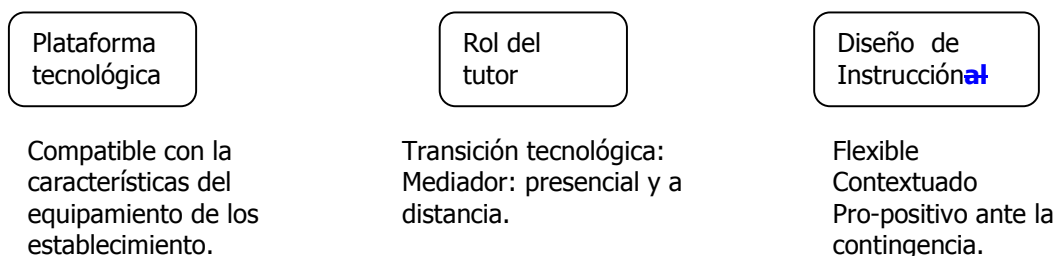 Plataforma
tecnológica
Rol del
tutor
Diseño de
Instrucciónal
Compatible con la
características del
equipamiento de los
establecimiento.
Transición tecnológica:
Mediador: presencial y a
distancia.
Flexible
Contextuado
Pro-positivo ante la
contingencia.